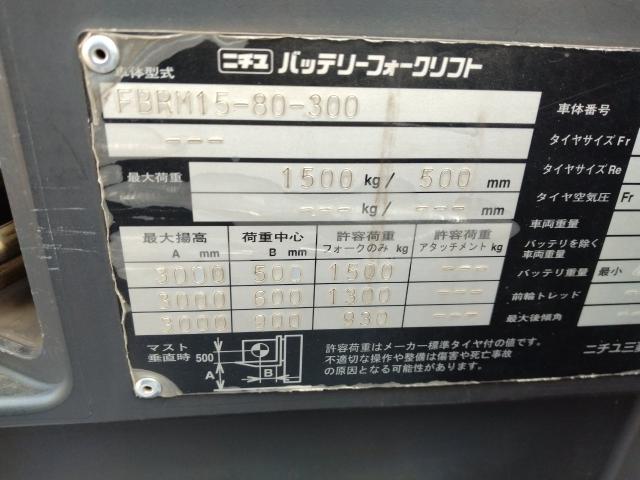 ニチユ バッテリーフォークリフト
車体型式
FBRM15-80-300
---
車体番号
タイヤサイズ Fr
タイヤサイズ Re
タイヤ空気圧 Fr
車両重量
バッテリを除く
車両重量
バッテリ重量 最小
前輪トレッド ---
最大後傾角
最大荷重 1500 kg / 500 mm
--- kg / --- mm
最大揚高 A mm 荷重中心 B mm 許容荷重 フォークのみ kg 許容荷重 アタッチメント kg
3000 500 1500 ---
3000 600 1300 ---
3000 900 930 ---
マスト
垂直時 500
A B
許容荷重はメーカー標準タイヤ付の値です。
不適切な操作や整備は傷害や死亡事故
の原因となる可能性があります。
ニチユ三菱